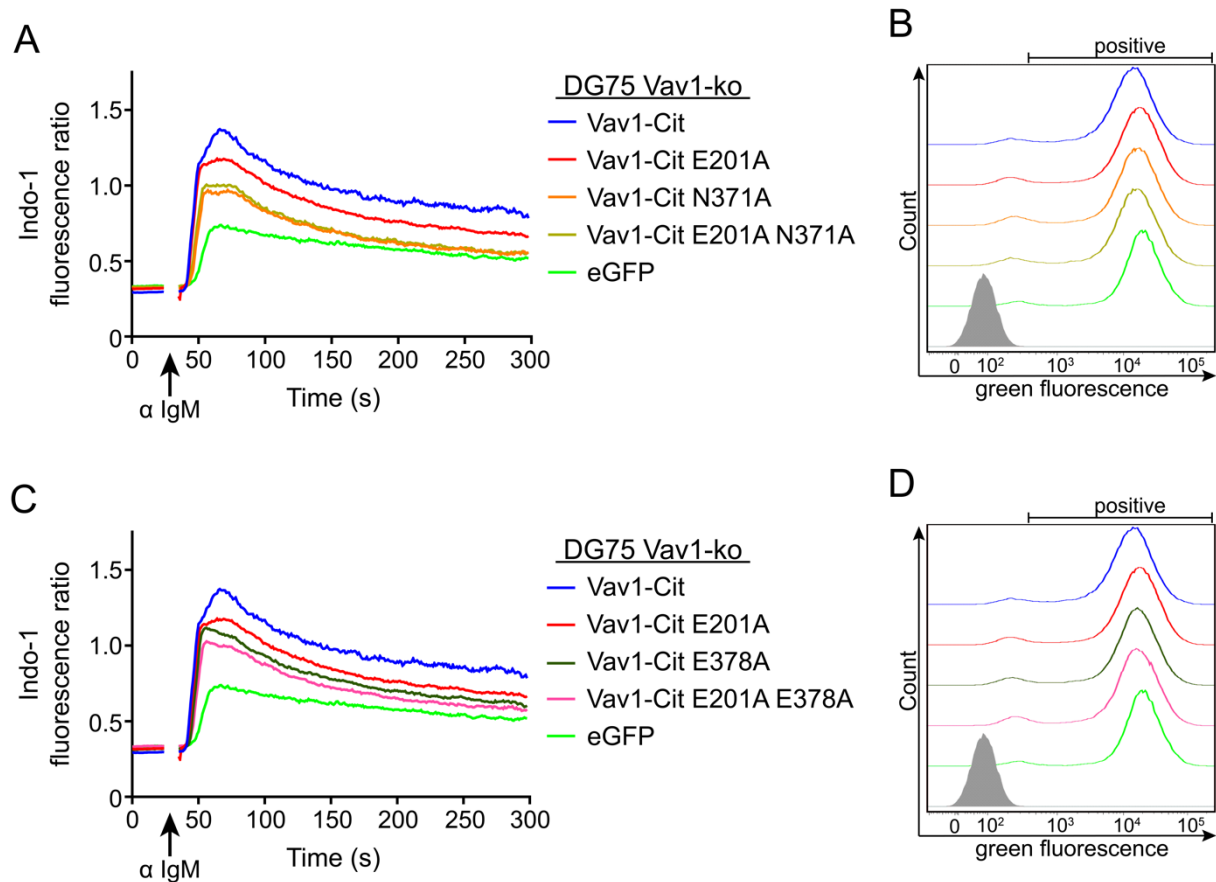 A
Indo-1
fluorescence ratio
1.5
1.0
0.5
0
0 50 100 150 200 250 300
α IgM
Time (s)
DG75 Vav1-ko
Vav1-Cit
Vav1-Cit E201A
Vav1-Cit N371A
Vav1-Cit E201A N371A
eGFP
B
positive
Count
0 10² 10³ 10⁴ 10⁵
green fluorescence
C
Indo-1
fluorescence ratio
1.5
1.0
0.5
0.0
0 50 100 150 200 250 300
α IgM
Time (s)
DG75 Vav1-ko
Vav1-Cit
Vav1-Cit E201A
Vav1-Cit E378A
Vav1-Cit E201A E378A
eGFP
D
positive
Count
0 10² 10³ 10⁴ 10⁵
green fluorescence